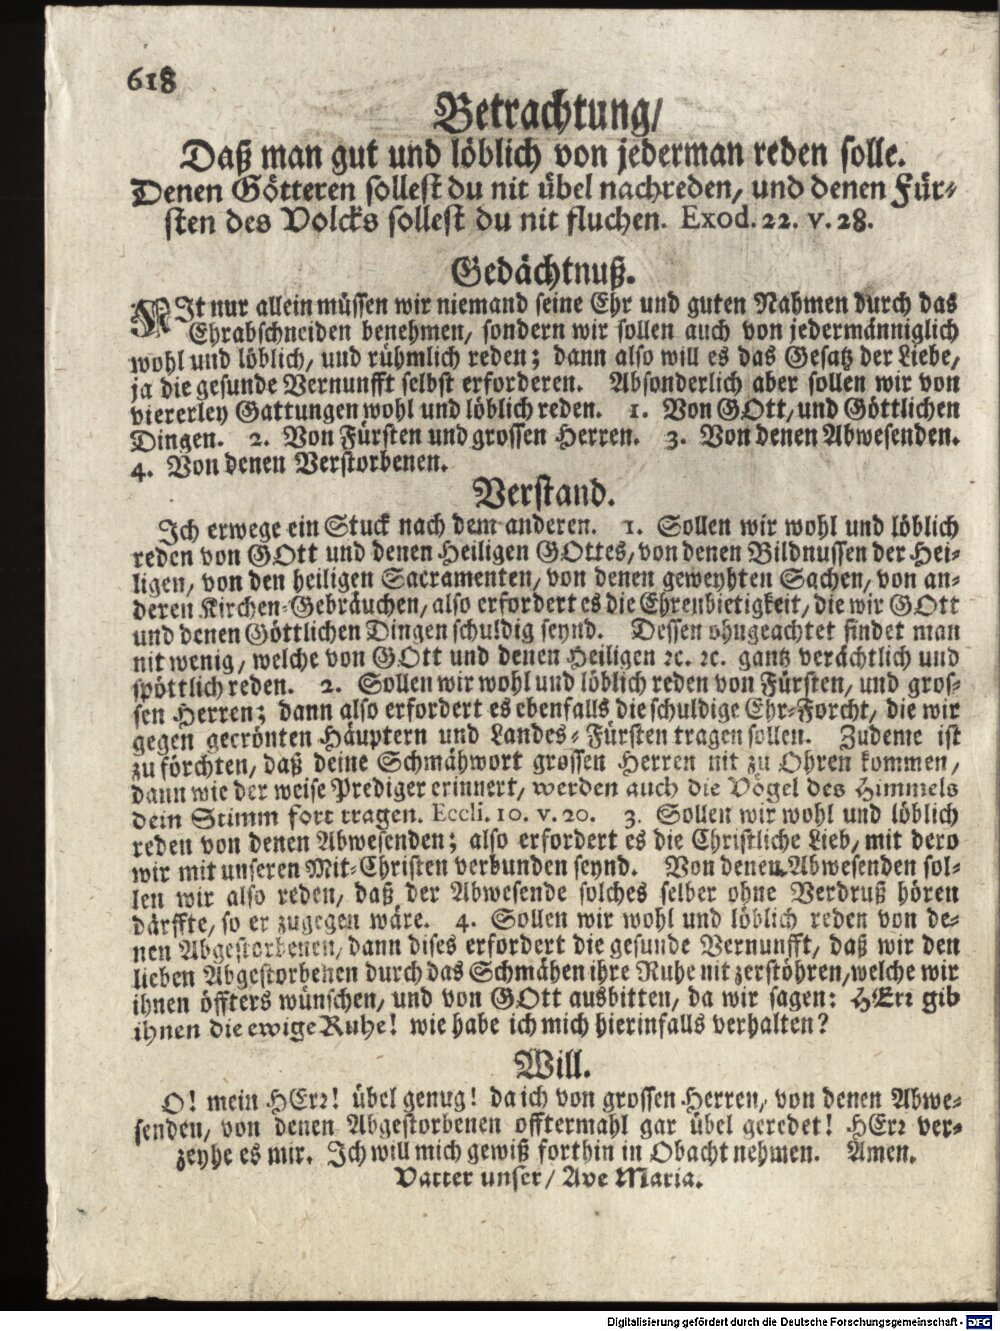 618
Betrachtung/
Daß man gut und löblich von jederman reden solle.
Denen Götteren sollest du nit übel nachreden, und denen Für-
sten des Volcks sollest du nit fluchen. Exod. 22. v. 28.
Gedächtnuß.
NIt nur allein müssen wir niemand seine Ehr und guten Nahmen durch das
Ehrabschneiden benehmen, sondern wir sollen auch von jedermänniglich
wohl und löblich, und rühmlich reden; dann also will es das Gesatz der Liebe,
ja die gesunde Vernunfft selbst erforderen. Absonderlich aber sollen wir von
viererley Gattungen wohl und löblich reden. 1. Von GOtt, und Göttlichen
Dingen. 2. Von Fürsten und grossen Herren. 3. Von denen Abwesenden.
4. Von denen Verstorbenen.
Verstand.
Ich erwege ein Stuck nach dem anderen. 1. Sollen wir wohl und löblich
reden von GOtt und denen Heiligen GOttes, von denen Bildnussen der Hei-
ligen, von den heiligen Sacramenten, von denen geweyhten Sachen, von an-
deren Kirchen-Gebräuchen, also erfordert es die Ehrenbietigkeit, die wir GOtt
und denen Göttlichen Dingen schuldig seynd. Dessen ohngeachtet findet man
nit wenig, welche von GOtt und denen Heiligen ꝛc. ꝛc. gantz verächtlich und
spöttlich reden. 2. Sollen wir wohl und löblich reden von Fürsten, und gros-
sen Herren; dann also erfordert es ebenfalls die schuldige Ehr-Forcht, die wir
gegen gecrönten Häuptern und Landes-Fürsten tragen sollen. Zudeme ist
zu förchten, daß deine Schmähwort grossen Herren nit zu Ohren kommen,
dann wie der weise Prediger erinnert, werden auch die Vögel des Himmels
dein Stimm fort tragen. Eccli. 10. v. 20. 3. Sollen wir wohl und löblich
reden von denen Abwesenden; also erfordert es die Christliche Lieb, mit dero
wir mit unseren Mit-Christen verbunden seynd. Von denen Abwesenden sol-
len wir also reden, daß der Abwesende solches selber ohne Verdruß hören
därffte, so er zugegen wäre. 4. Sollen wir wohl und löblich reden von de-
nen Abgestorbenen, dann dises erfordert die gesunde Vernunfft, daß wir den
lieben Abgestorbenen durch das Schmähen ihre Ruhe nit zerstöhren, welche wir
ihnen öffters wünschen, und von GOtt ausbitten, da wir sagen: HErr gib
ihnen die ewige Ruhe! wie habe ich mich hierinfalls verhalten?
Will.
O! mein HErr! übel genug! da ich von grossen Herren, von denen Abwe-
senden, von denen Abgestorbenen offtermahl gar übel geredet! HErr ver-
zeyhe es mir. Ich will mich gewiß forthin in Obacht nehmen. Amen.
Vatter unser/ Ave Maria.
Digitalisierung gefördert durch die Deutsche Forschungsgemeinschaft - DFG